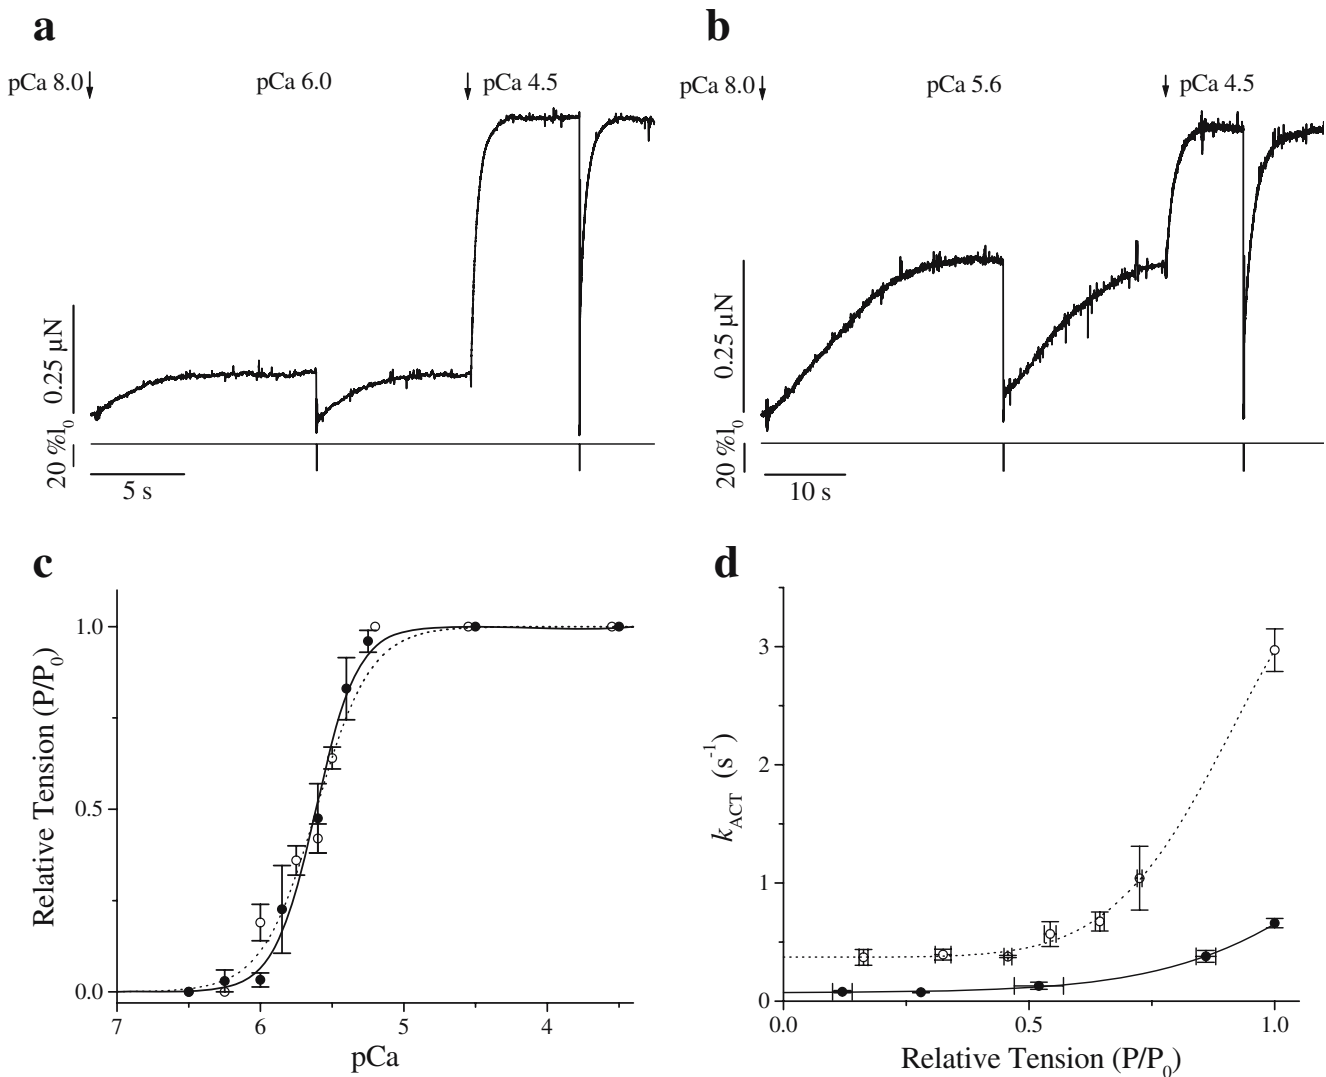 a
pCa 8.0 pCa 6.0 pCa 4.5
0.25 µN
20 %l0
5 s
b
pCa 8.0 pCa 5.6 pCa 4.5
0.25 µN
20 %l0
10 s
c
1.0
0.5
0.0
7 6 5 4
Relative Tension (P/P0)
pCa
d
3
2
1
0
0.0 0.5 1.0
kACT (s-1)
Relative Tension (P/P0)